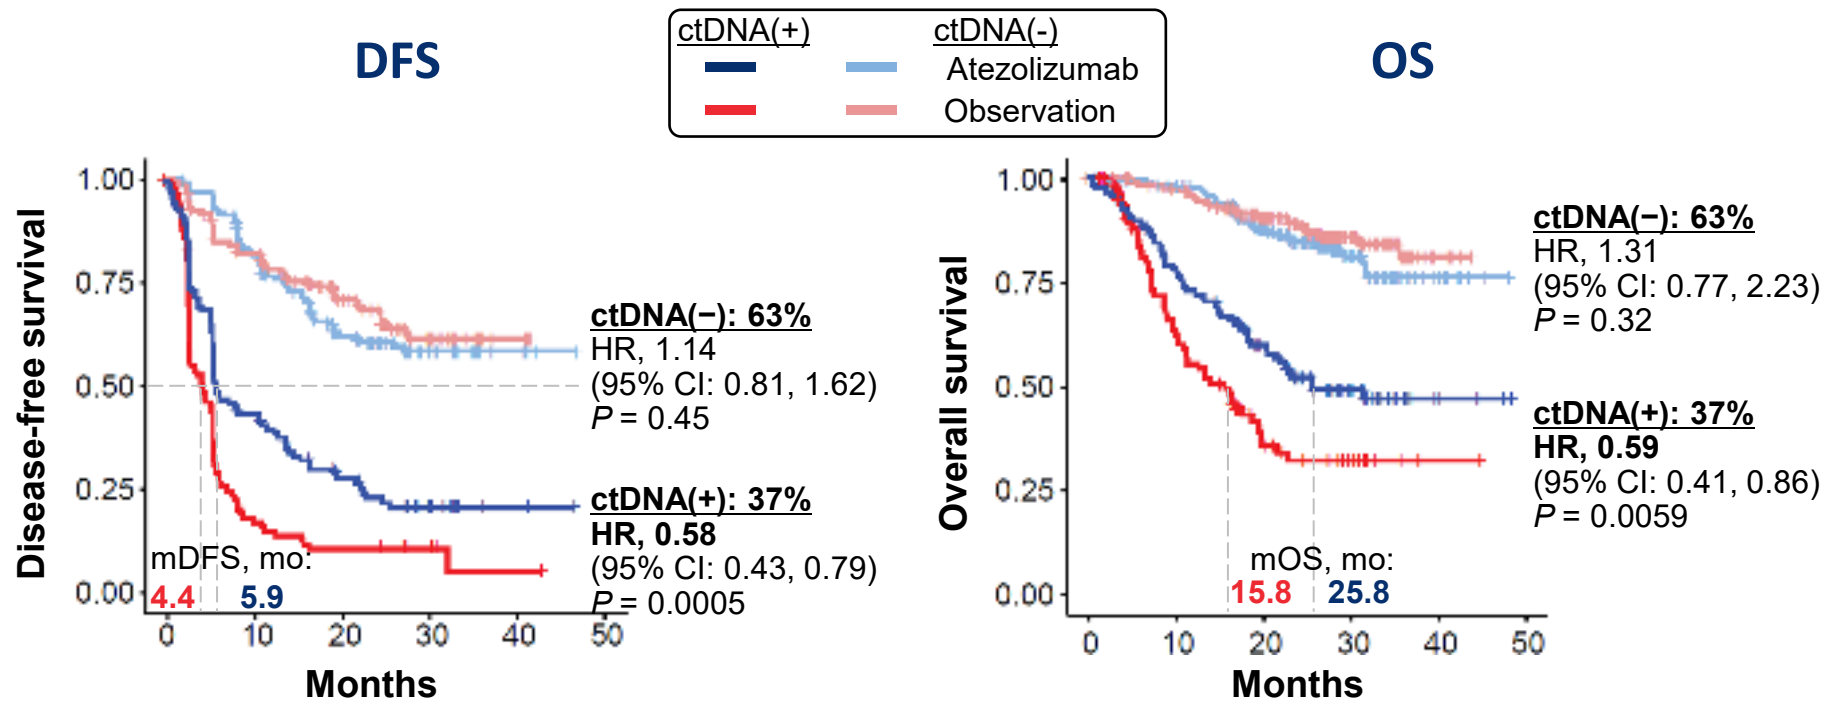 ctDNA(+) ctDNA(-)
Atezolizumab
Observation
DFS
Disease-free survival
1.00
0.75
0.50
0.25
0.00
0 10 20 30 40 50
Months
mDFS, mo:
4.4 5.9
ctDNA(−): 63%
HR, 1.14
(95% CI: 0.81, 1.62)
P = 0.45
ctDNA(+): 37%
HR, 0.58
(95% CI: 0.43, 0.79)
P = 0.0005
OS
Overall survival
1.00
0.75
0.50
0.25
0.00
0 10 20 30 40 50
Months
mOS, mo:
15.8 25.8
ctDNA(−): 63%
HR, 1.31
(95% CI: 0.77, 2.23)
P = 0.32
ctDNA(+): 37%
HR, 0.59
(95% CI: 0.41, 0.86)
P = 0.0059